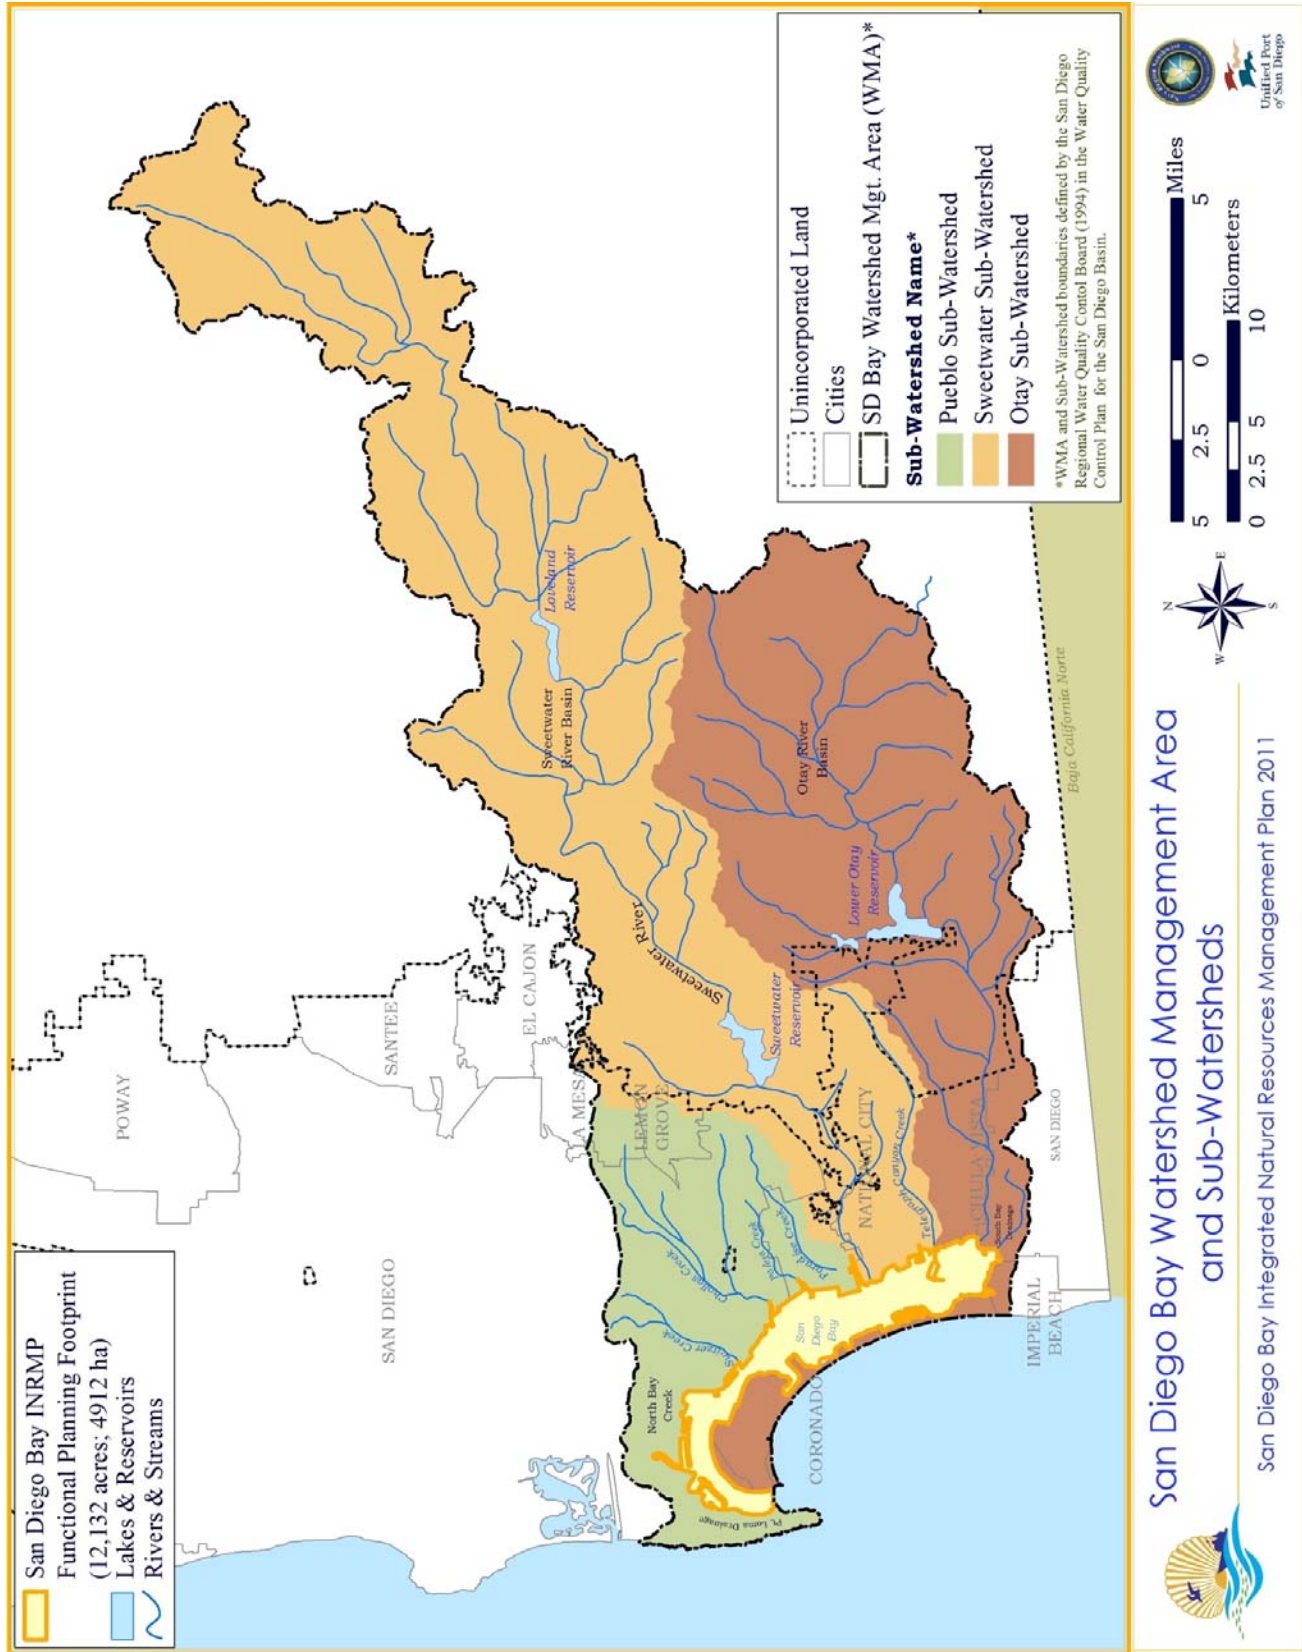 San Diego Bay INRMP
Functional Planning Footprint
(12,132 acres; 4912 ha)
Lakes & Reservoirs
Rivers & Streams
POWAY
SANTEE
EL CAJON
SAN DIEGO
LA MESA
LEMON
GROVE
NATIONAL CITY
CHULA VISTA
SAN DIEGO
IMPERIAL
BEACH
CORONADO
North Bay
Creek
Pt. Loma Drainage
Switzer Creek
Chollas Creek
Paleta Creek
Paradise Creek
San
Diego
Bay
Telegraph Canyon Creek
South Bay
Drainage
Sweetwater River
Sweetwater
Reservoir
Sweetwater
River Basin
Loveland
Reservoir
Lower Otay
Reservoir
Otay River
Basin
Baja California Norte
Unincorporated Land
Cities
SD Bay Watershed Mgt. Area (WMA)*
Sub-Watershed Name*
Pueblo Sub-Watershed
Sweetwater Sub-Watershed
Otay Sub-Watershed
*WMA and Sub-Watershed boundaries defined by the San Diego
Regional Water Quality Contol Board (1994) in the Water Quality
Control Plan for the San Diego Basin.
San Diego Bay Watershed Management Area
and Sub-Watersheds
San Diego Bay Integrated Natural Resources Management Plan 2011
N
W
E
S
5 2.5 0 5
Miles
Kilometers
0 2.5 5 10
Unified Port
of San Diego